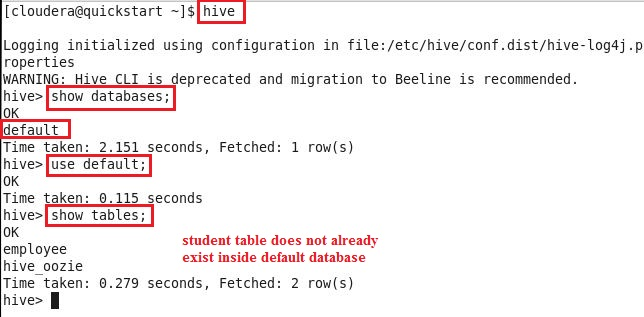 [cloudera@quickstart ~]$ hive
Logging initialized using configuration in file:/etc/hive/conf.dist/hive-log4j.p
roperties
WARNING: Hive CLI is deprecated and migration to Beeline is recommended.
hive> show databases;
OK
default
Time taken: 2.151 seconds, Fetched: 1 row(s)
hive> use default;
OK
Time taken: 0.115 seconds
hive> show tables;
OK
student table does not already
exist inside default database
employee
hive_oozie
Time taken: 0.279 seconds, Fetched: 2 row(s)
hive>